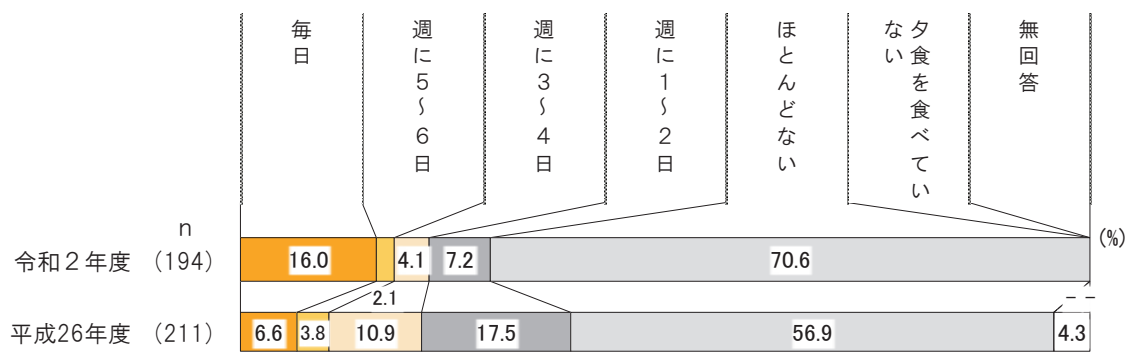 毎日
週に5〜6日
週に3〜4日
週に1〜2日
ほとんどない
夕食を食べてい
ない
無回答
n
(%)
令和2年度 (194) 16.0 4.1 7.2 70.6
2.1
- -
平成26年度 (211) 6.6 3.8 10.9 17.5 56.9 4.3